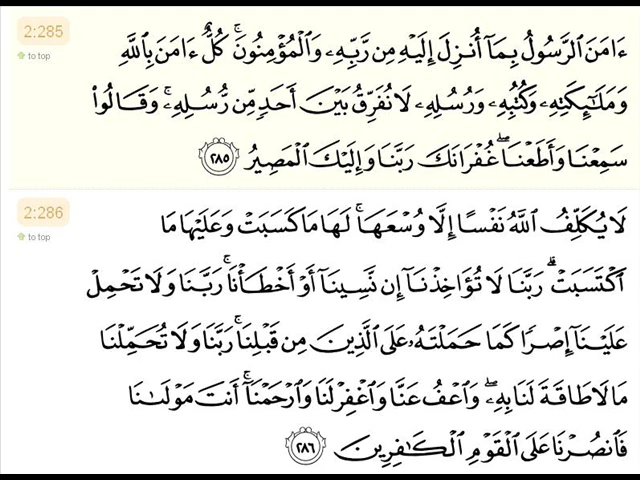 2:285
to top
ءَامَنَ ٱلرَّسُولُ بِمَآ أُنزِلَ إِلَيْهِ مِن رَّبِّهِۦ وَٱلْمُؤْمِنُونَ ۚ كُلٌّ ءَامَنَ بِٱللَّهِ
وَمَلَـٰٓئِكَتِهِۦ وَكُتُبِهِۦ وَرُسُلِهِۦ لَا نُفَرِّقُ بَيْنَ أَحَدٍ مِّن رُّسُلِهِۦ ۚ وَقَالُوا۟
سَمِعْنَا وَأَطَعْنَا ۖ غُفْرَانَكَ رَبَّنَا وَإِلَيْكَ ٱلْمَصِيرُ ٢٨٥
2:286
to top
لَا يُكَلِّفُ ٱللَّهُ نَفْسًا إِلَّا وُسْعَهَا ۚ لَهَا مَا كَسَبَتْ وَعَلَيْهَا مَا
ٱكْتَسَبَتْ ۗ رَبَّنَا لَا تُؤَاخِذْنَآ إِن نَّسِينَآ أَوْ أَخْطَأْنَا ۚ رَبَّنَا وَلَا تَحْمِلْ
عَلَيْنَآ إِصْرًا كَمَا حَمَلْتَهُۥ عَلَى ٱلَّذِينَ مِن قَبْلِنَا ۚ رَبَّنَا وَلَا تُحَمِّلْنَا
مَا لَا طَاقَةَ لَنَا بِهِۦ ۖ وَٱعْفُ عَنَّا وَٱغْفِرْ لَنَا وَٱرْحَمْنَآ ۚ أَنتَ مَوْلَىٰنَا
فَٱنصُرْنَا عَلَى ٱلْقَوْمِ ٱلْكَـٰفِرِينَ ٢٨٦